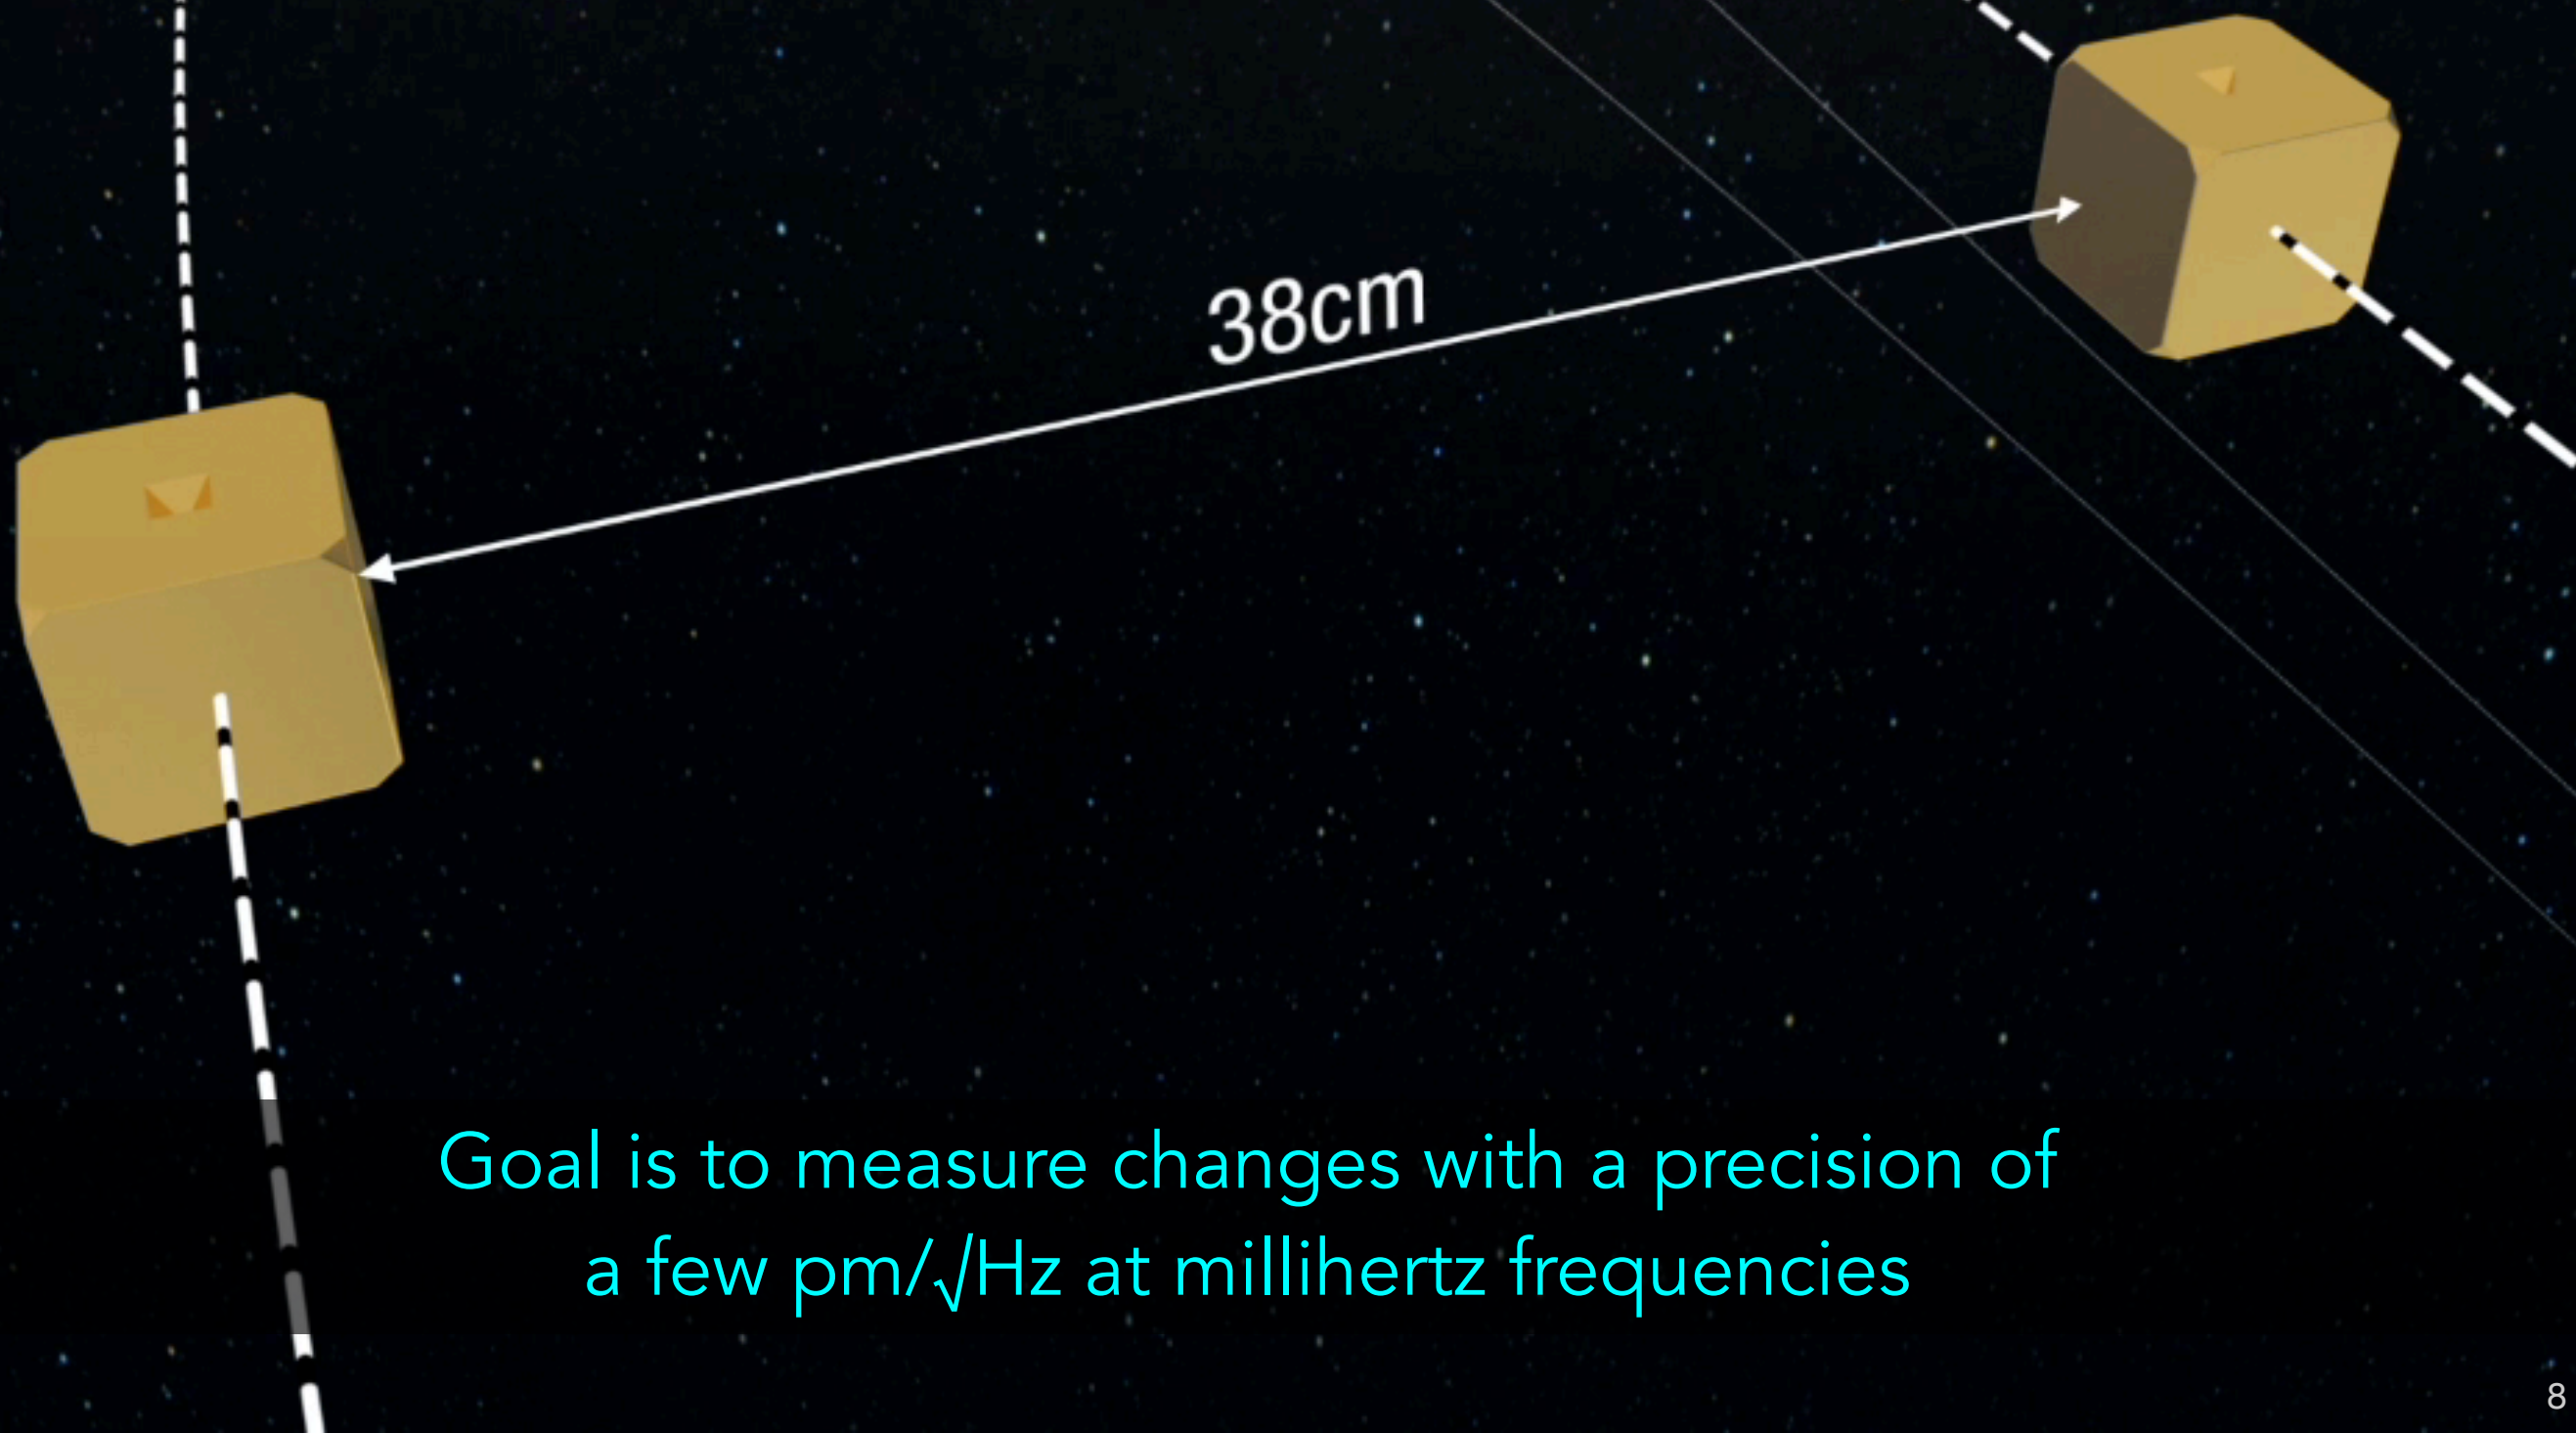 38cm
Goal is to measure changes with a precision of
a few pm/√Hz at millihertz frequencies
8